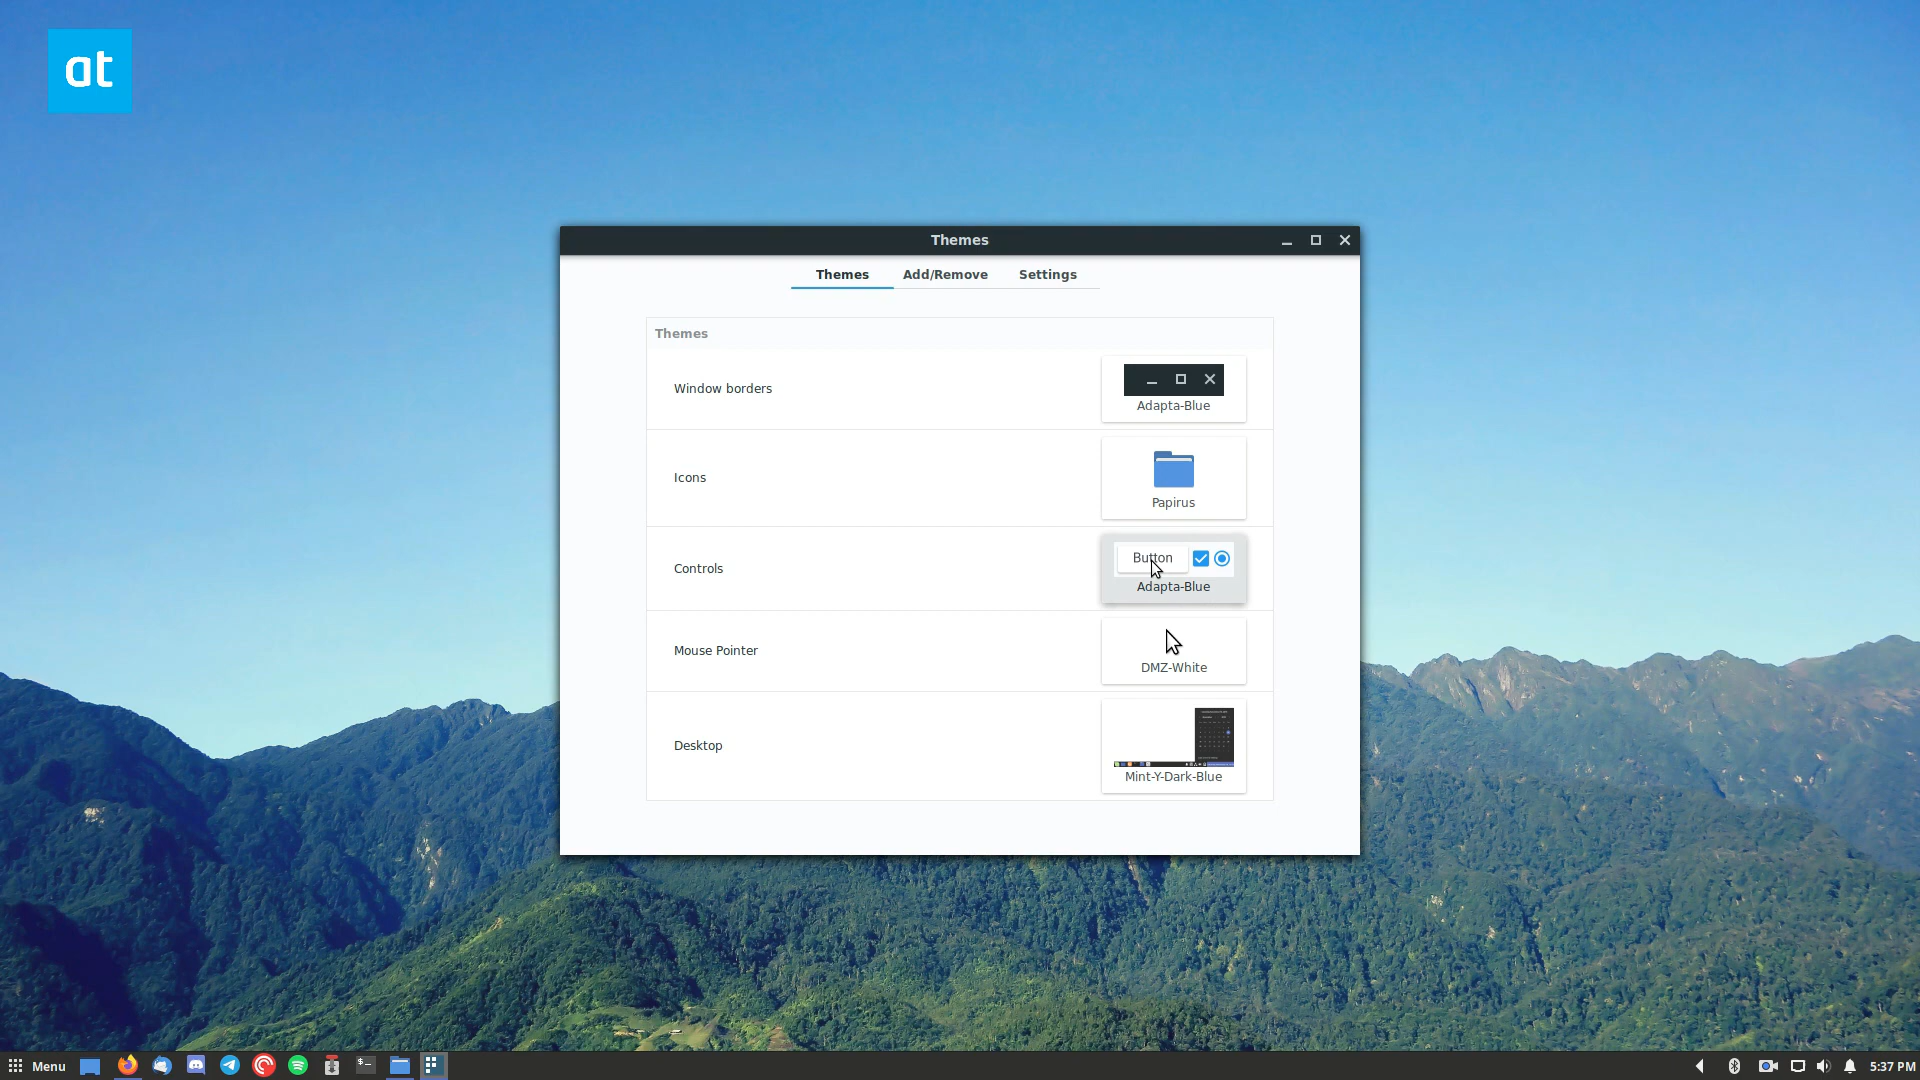 at
Themes
Themes Add/Remove Settings
Themes
Window borders
Adapta-Blue
Icons
Papirus
Controls
Button
Adapta-Blue
Mouse Pointer
DMZ-White
Desktop
Mint-Y-Dark-Blue
Menu
$-
5:37 PM